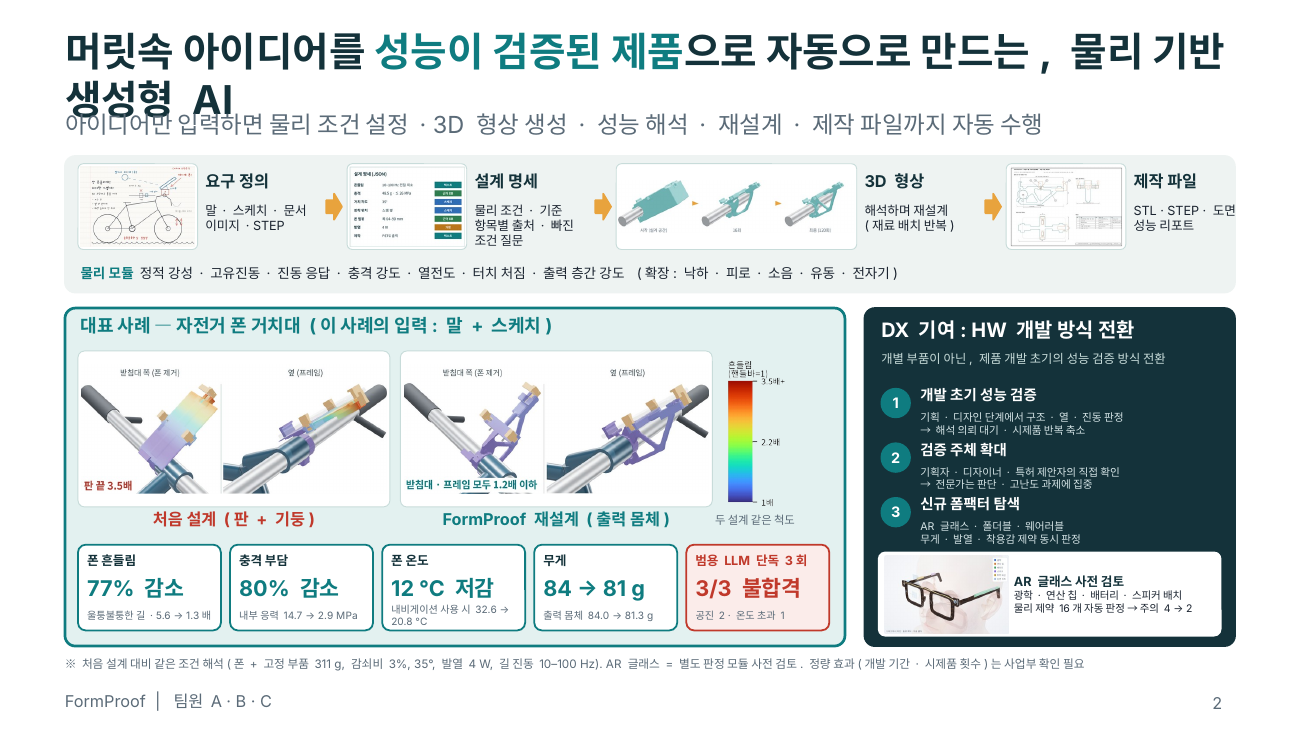 머릿속 아이디어를 성능이 검증된 제품으로 자동으로 만드는 , 물리 기반
생성형 AI
아이디어만 입력하면 물리 조건 설정 · 3D 형상 생성 · 성능 해석 · 재설계 · 제작 파일까지 자동 수행
요구 정의
말 · 스케치 · 문서
이미지 · STEP
설계 명세 (JSON)
설계 명세
물리 조건 · 기준
항목별 출처 · 빠진
조건 질문
3D 형상
해석하며 재설계
( 재료 배치 반복 )
제작 파일
STL · STEP · 도면
성능 리포트
물리 모듈 정적 강성 · 고유진동 · 진동 응답 · 충격 강도 · 열전도 · 터치 처짐 · 출력 층간 강도 ( 확장 : 낙하 · 피로 · 소음 · 유동 · 전자기 )
대표 사례 — 자전거 폰 거치대 ( 이 사례의 입력 : 말 + 스케치 )
받침대 쪽 (폰 제거)
옆 (프레임)
판 끝 3.5배
받침대 쪽 (폰 제거)
옆 (프레임)
받침대 · 프레임 모두 1.2배 이하
흔들림
(핸들바=1)
3.5배+
2.2배
1배
처음 설계 ( 판 + 기둥 )
FormProof 재설계 ( 출력 몸체 )
두 설계 같은 척도
폰 흔들림
77% 감소
울퉁불퉁한 길 · 5.6 → 1.3 배
충격 부담
80% 감소
내부 응력 14.7 → 2.9 MPa
폰 온도
12 °C 저감
내비게이션 사용 시 32.6 →
20.8 °C
무게
84 → 81 g
출력 몸체 84.0 → 81.3 g
범용 LLM 단독 3 회
3/3 불합격
공진 2 · 온도 초과 1
DX 기여 : HW 개발 방식 전환
개별 부품이 아닌 , 제품 개발 초기의 성능 검증 방식 전환
1
개발 초기 성능 검증
기획 · 디자인 단계에서 구조 · 열 · 진동 판정
→ 해석 의뢰 대기 · 시제품 반복 축소
2
검증 주체 확대
기획자 · 디자이너 · 특허 제안자의 직접 확인
→ 전문가는 판단 · 고난도 과제에 집중
3
신규 폼팩터 탐색
AR 글래스 · 폴더블 · 웨어러블
무게 · 발열 · 착용감 제약 동시 판정
AR 글래스 사전 검토
광학 · 연산 칩 · 배터리 · 스피커 배치
물리 제약 16 개 자동 판정 → 주의 4 → 2
※ 처음 설계 대비 같은 조건 해석 ( 폰 + 고정 부품 311 g, 감쇠비 3%, 35°, 발열 4 W, 길 진동 10–100 Hz). AR 글래스 = 별도 판정 모듈 사전 검토 . 정량 효과 ( 개발 기간 · 시제품 횟수 ) 는 사업부 확인 필요
FormProof | 팀원 A · B · C
2